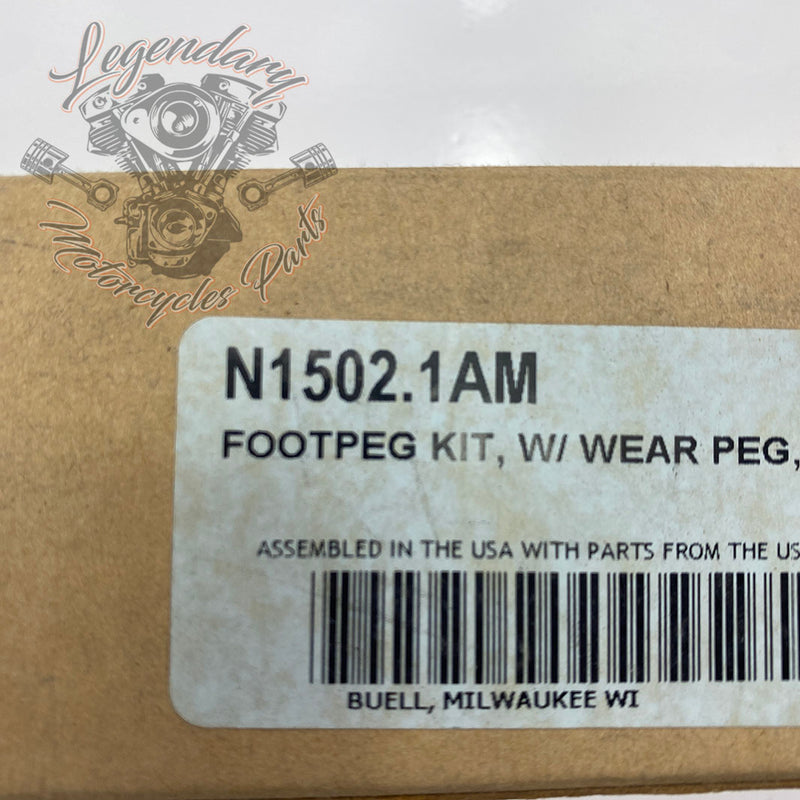 Legendary
Motorcycles Parts
N1502.1AM
FOOTPEG KIT, W/ WEAR PEG,
ASSEMBLED IN THE USA WITH PARTS FROM THE US
BUELL, MILWAUKEE WI